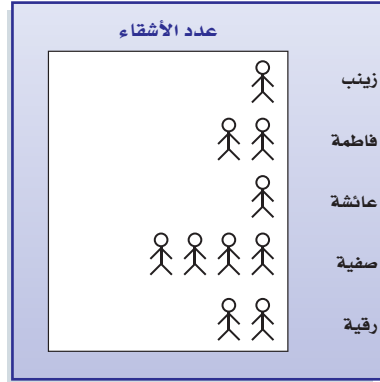 عدد الأشقاء
زينب
فاطمة
عائشة
صفية
رقية